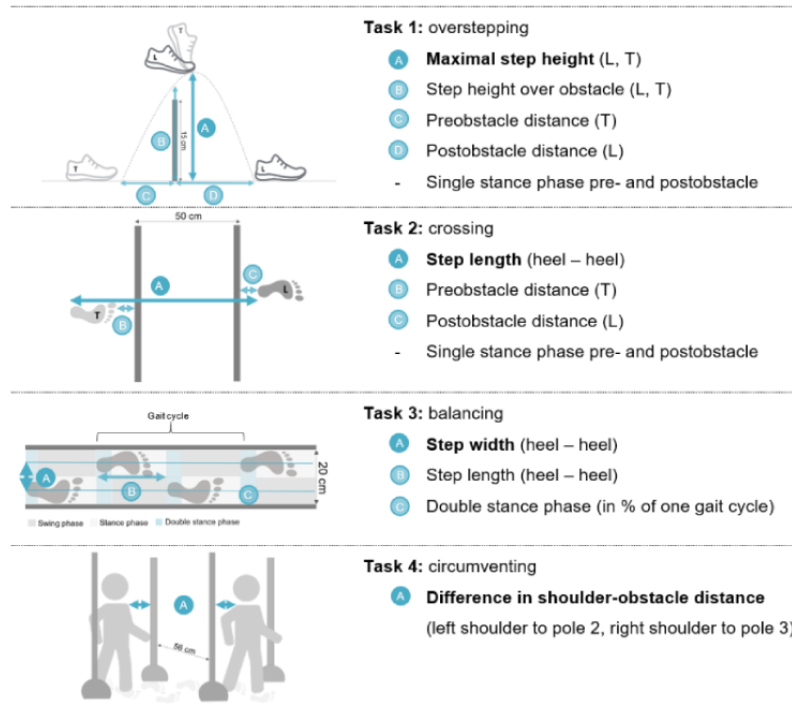 Task 1: overstepping
T
L
A Maximal step height (L, T)
B Step height over obstacle (L, T)
C Preobstacle distance (T)
D Postobstacle distance (L)
- Single stance phase pre- and postobstacle
B
15 cm
A
T
L
C
D
50 cm
Task 2: crossing
A Step length (heel – heel)
B Preobstacle distance (T)
C Postobstacle distance (L)
- Single stance phase pre- and postobstacle
A
C
L
T
B
Task 3: balancing
Gait cycle
A Step width (heel – heel)
B Step length (heel – heel)
C Double stance phase (in % of one gait cycle)
A
B
C
20 cm
Swing phase Stance phase Double stance phase
Task 4: circumventing
A Difference in shoulder-obstacle distance
(left shoulder to pole 2, right shoulder to pole 3)
A
56 cm